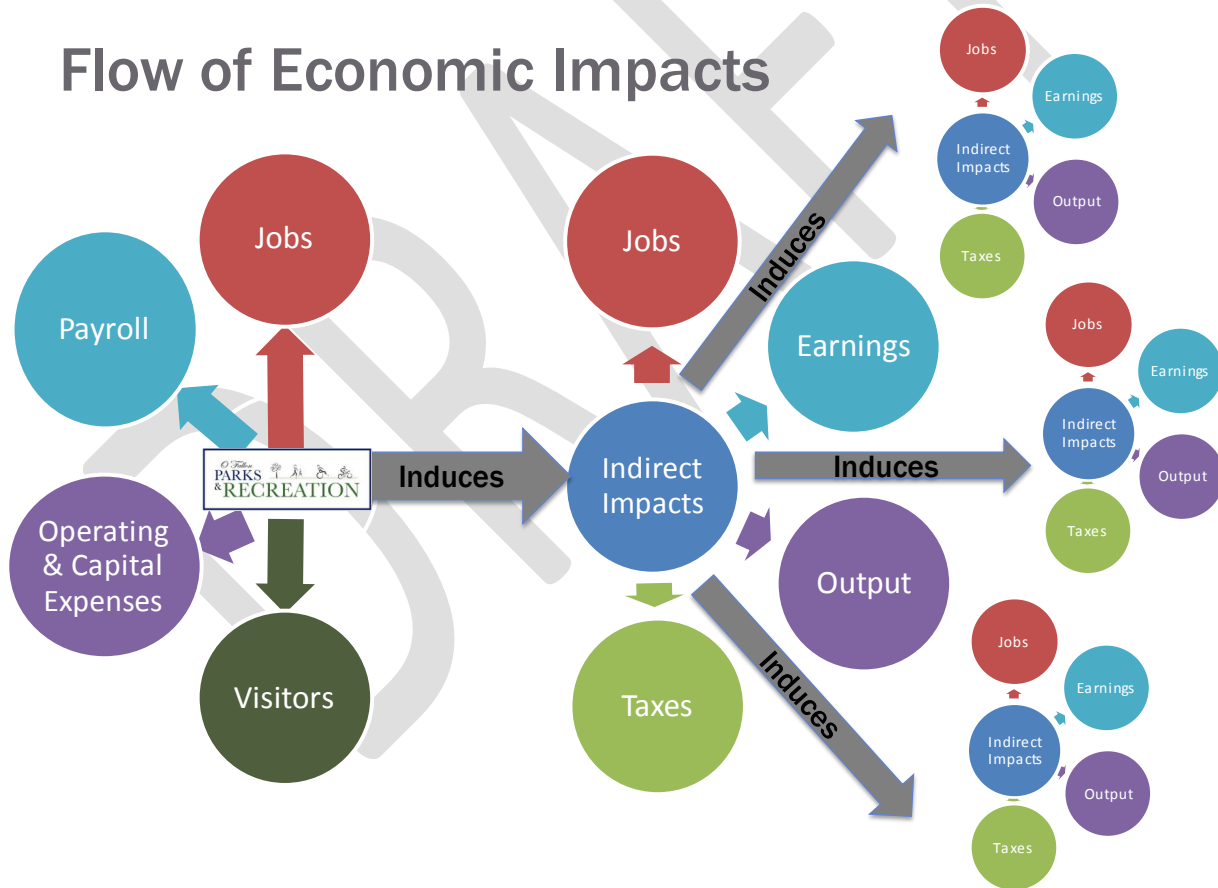 Flow of Economic Impacts
Jobs
Payroll
O'Fallon
PARKS
& RECREATION
Operating
& Capital
Expenses
Visitors
Induces
Jobs
Earnings
Indirect
Impacts
Output
Taxes
Induces
Induces
Induces
Jobs
Earnings
Indirect
Impacts
Output
Taxes
Jobs
Earnings
Indirect
Impacts
Output
Taxes
Jobs
Earnings
Indirect
Impacts
Output
Taxes
DRAFT